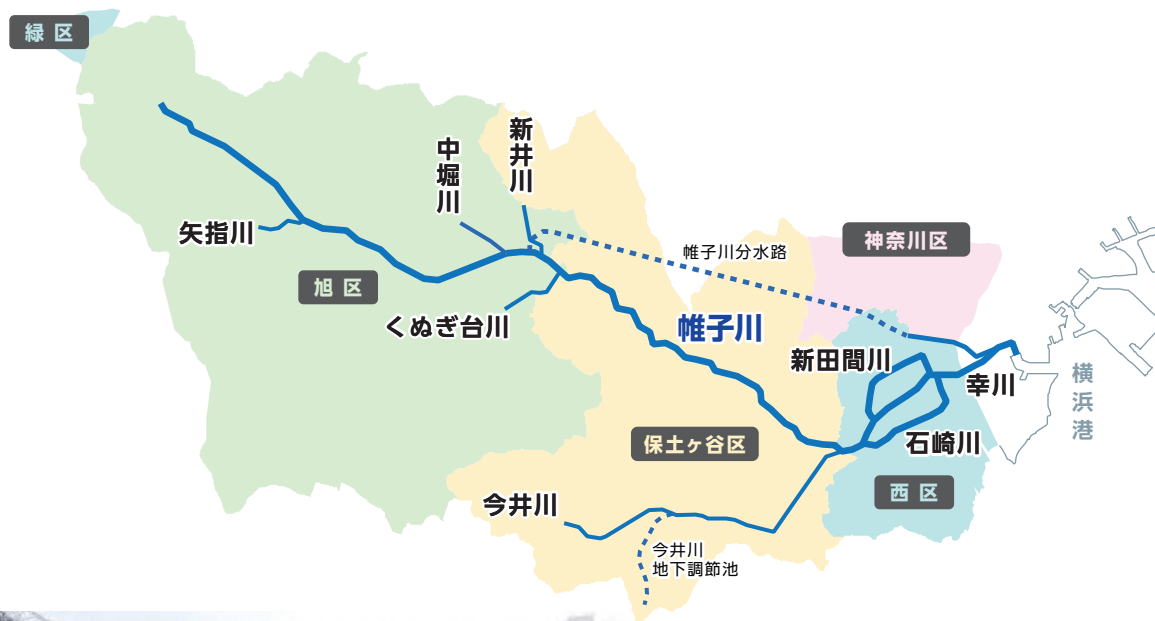 緑 区
新井川
中堀川
矢指川
神奈川区
帷子川分水路
旭 区
くぬぎ台川
帷子川
新田間川
幸川
横浜港
石崎川
保土ヶ谷区
西 区
今井川
今井川
地下調節池